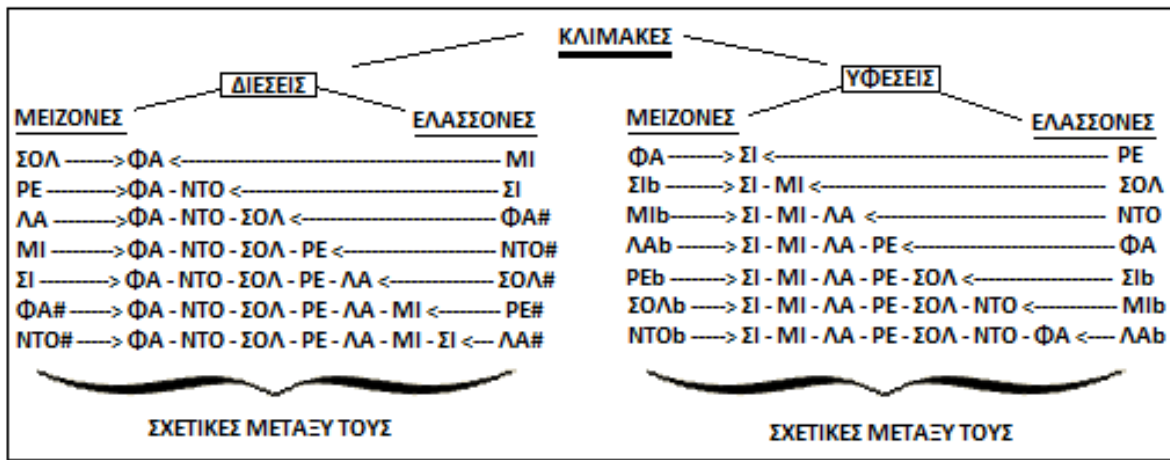 ΚΛΙΜΑΚΕΣ
ΔΙΕΣΕΙΣ
ΜΕΙΖΟΝΕΣ ΕΛΑΣΣΟΝΕΣ
ΣΟΛ -------> ΦΑ <------------------------------------- ΜΙ
ΡΕ ----------> ΦΑ - ΝΤΟ <------------------------------ ΣΙ
ΛΑ ----------> ΦΑ - ΝΤΟ - ΣΟΛ <----------------------- ΦΑ#
ΜΙ ----------> ΦΑ - ΝΤΟ - ΣΟΛ - ΡΕ <------------------ ΝΤΟ#
ΣΙ -----------> ΦΑ - ΝΤΟ - ΣΟΛ - ΡΕ - ΛΑ <------------- ΣΟΛ#
ΦΑ# -------> ΦΑ - ΝΤΟ - ΣΟΛ - ΡΕ - ΛΑ - ΜΙ <-------- ΡΕ#
ΝΤΟ# -----> ΦΑ - ΝΤΟ - ΣΟΛ - ΡΕ - ΛΑ - ΜΙ - ΣΙ <--- ΛΑ#
ΣΧΕΤΙΚΕΣ ΜΕΤΑΞΥ ΤΟΥΣ
ΥΦΕΣΕΙΣ
ΜΕΙΖΟΝΕΣ ΕΛΑΣΣΟΝΕΣ
ΦΑ --------> ΣΙ <-------------------------------------- ΡΕ
ΣΙb --------> ΣΙ - ΜΙ <--------------------------------- ΣΟΛ
ΜΙb-------> ΣΙ - ΜΙ - ΛΑ <--------------------------- ΝΤΟ
ΛΑb ------> ΣΙ - ΜΙ - ΛΑ - ΡΕ <---------------------- ΦΑ
ΡΕb -------> ΣΙ - ΜΙ - ΛΑ - ΡΕ - ΣΟΛ <--------------- ΣΙb
ΣΟΛb -----> ΣΙ - ΜΙ - ΛΑ - ΡΕ - ΣΟΛ - ΝΤΟ <-------- ΜΙb
ΝΤΟb ----> ΣΙ - ΜΙ - ΛΑ - ΡΕ - ΣΟΛ - ΝΤΟ - ΦΑ <---- ΛΑb
ΣΧΕΤΙΚΕΣ ΜΕΤΑΞΥ ΤΟΥΣ